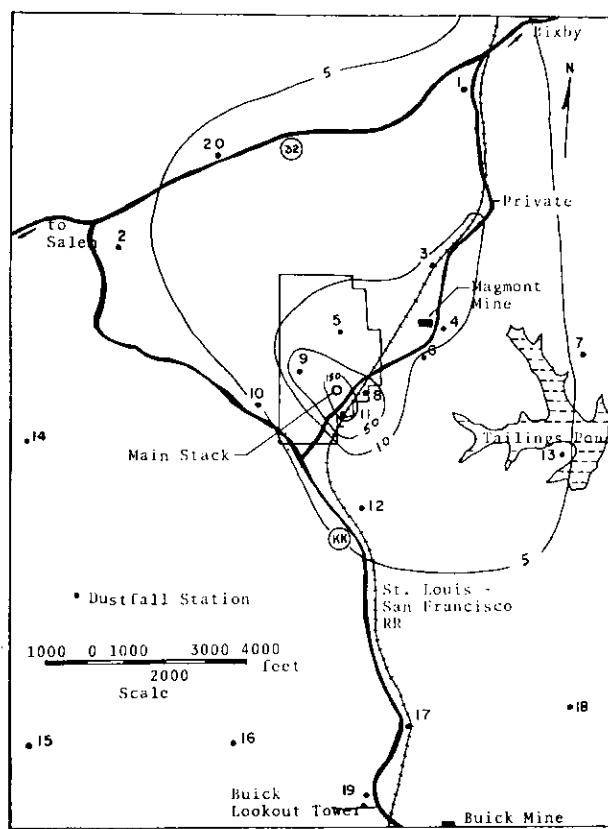 Bixby
5
N
1
20
32
Private
to
Salem
2
3
Magmont
Mine
5
4
6
7
9
150
8
10
11
50
10
14
Main Stack
Tailings Pond
13
12
KK
5
Dustfall Station
St. Louis -
San Francisco
RR
1000 0 1000 3000 4000
feet
2000
Scale
18
17
15
16
19
Buick
Lookout Tower
Buick Mine